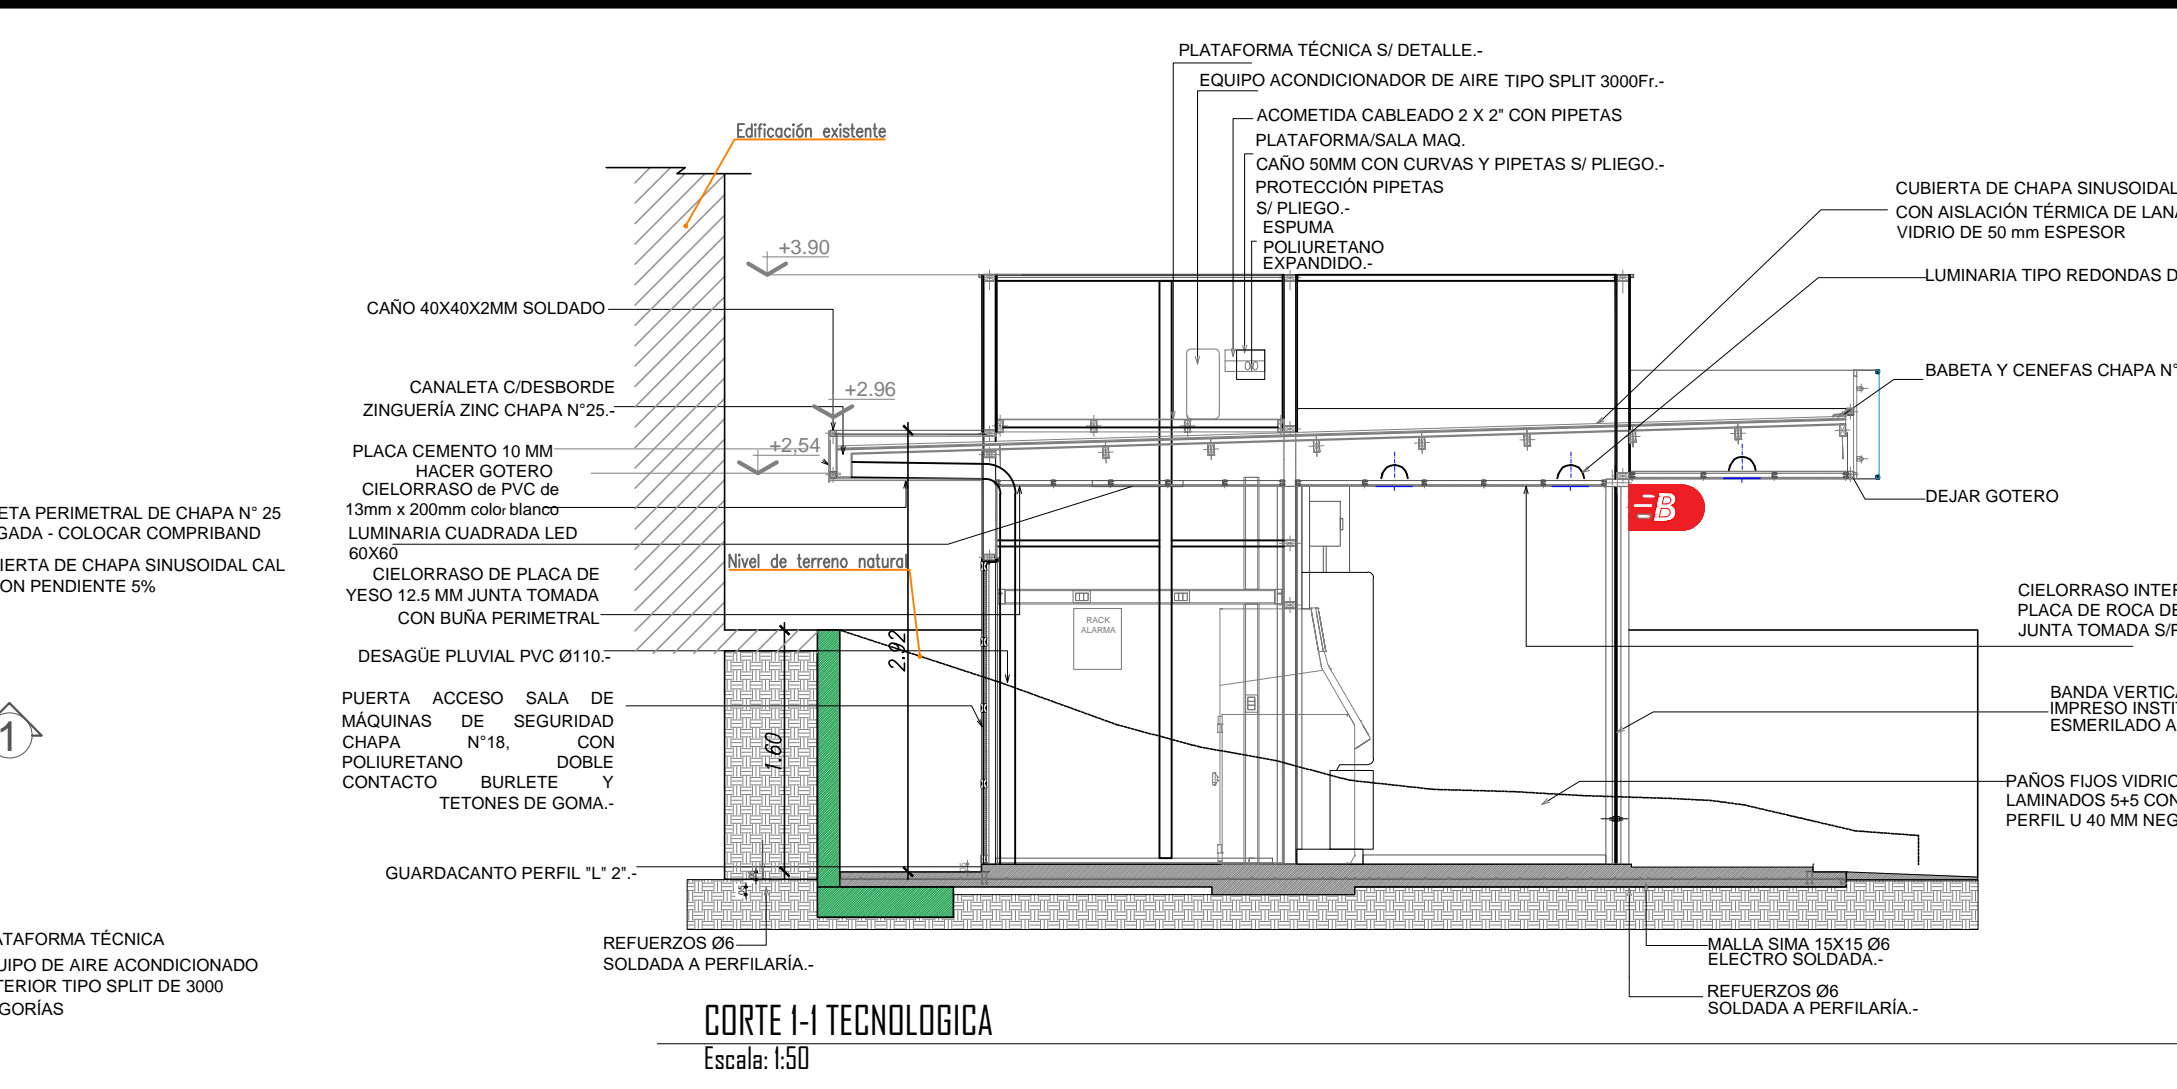 PLATAFORMA TÉCNICA S/ DETALLE.-
EQUIPO ACONDICIONADOR DE AIRE TIPO SPLIT 3000Fr.-
ACOMETIDA CABLEADO 2 X 2" CON PIPETAS
PLATAFORMA/SALA MAQ.
CAÑO 50MM CON CURVAS Y PIPETAS S/ PLIEGO.-
PROTECCIÓN PIPETAS
S/ PLIEGO.-
ESPUMA
POLIURETANO
EXPANDIDO.-
Edificación existente
+3.90
+2.96
+2,54
CAÑO 40X40X2MM SOLDADO
CANALETA C/DESBORDE
ZINGUERÍA ZINC CHAPA N°25.-
PLACA CEMENTO 10 MM
HACER GOTERO
CIELORRASO de PVC de
13mm x 200mm color blanco
LUMINARIA CUADRADA LED
60X60
CIELORRASO DE PLACA DE
YESO 12.5 MM JUNTA TOMADA
CON BUÑA PERIMETRAL
DESAGÜE PLUVIAL PVC Ø110.-
PUERTA ACCESO SALA DE
MÁQUINAS DE SEGURIDAD
CHAPA N°18, CON
POLIURETANO DOBLE
CONTACTO BURLETE Y
TETONES DE GOMA.-
GUARDACANTO PERFIL "L" 2".-
Nivel de terreno natural
2.92
1.60
RACK
ALARMA
B
CUBIERTA DE CHAPA SINUSOIDAL
CON AISLACIÓN TÉRMICA DE LANA
VIDRIO DE 50 mm ESPESOR
LUMINARIA TIPO REDONDAS D
BABETA Y CENEFAS CHAPA N°
DEJAR GOTERO
CIELORRASO INTER
PLACA DE ROCA DE
JUNTA TOMADA S/P
BANDA VERTICA
IMPRESO INSTIT
ESMERILADO A
PAÑOS FIJOS VIDRIO
LAMINADOS 5+5 CON
PERFIL U 40 MM NEG
ETA PERIMETRAL DE CHAPA N° 25
GADA - COLOCAR COMPRIBAND
IERTA DE CHAPA SINUSOIDAL CAL
ON PENDIENTE 5%
1
ATAFORMA TÉCNICA
UIPO DE AIRE ACONDICIONADO
TERIOR TIPO SPLIT DE 3000
GORÍAS
REFUERZOS Ø6
SOLDADA A PERFILARÍA.-
MALLA SIMA 15X15 Ø6
ELECTRO SOLDADA.-
REFUERZOS Ø6
SOLDADA A PERFILARÍA.-
CORTE 1-1 TECNOLOGICA
Escala: 1:50